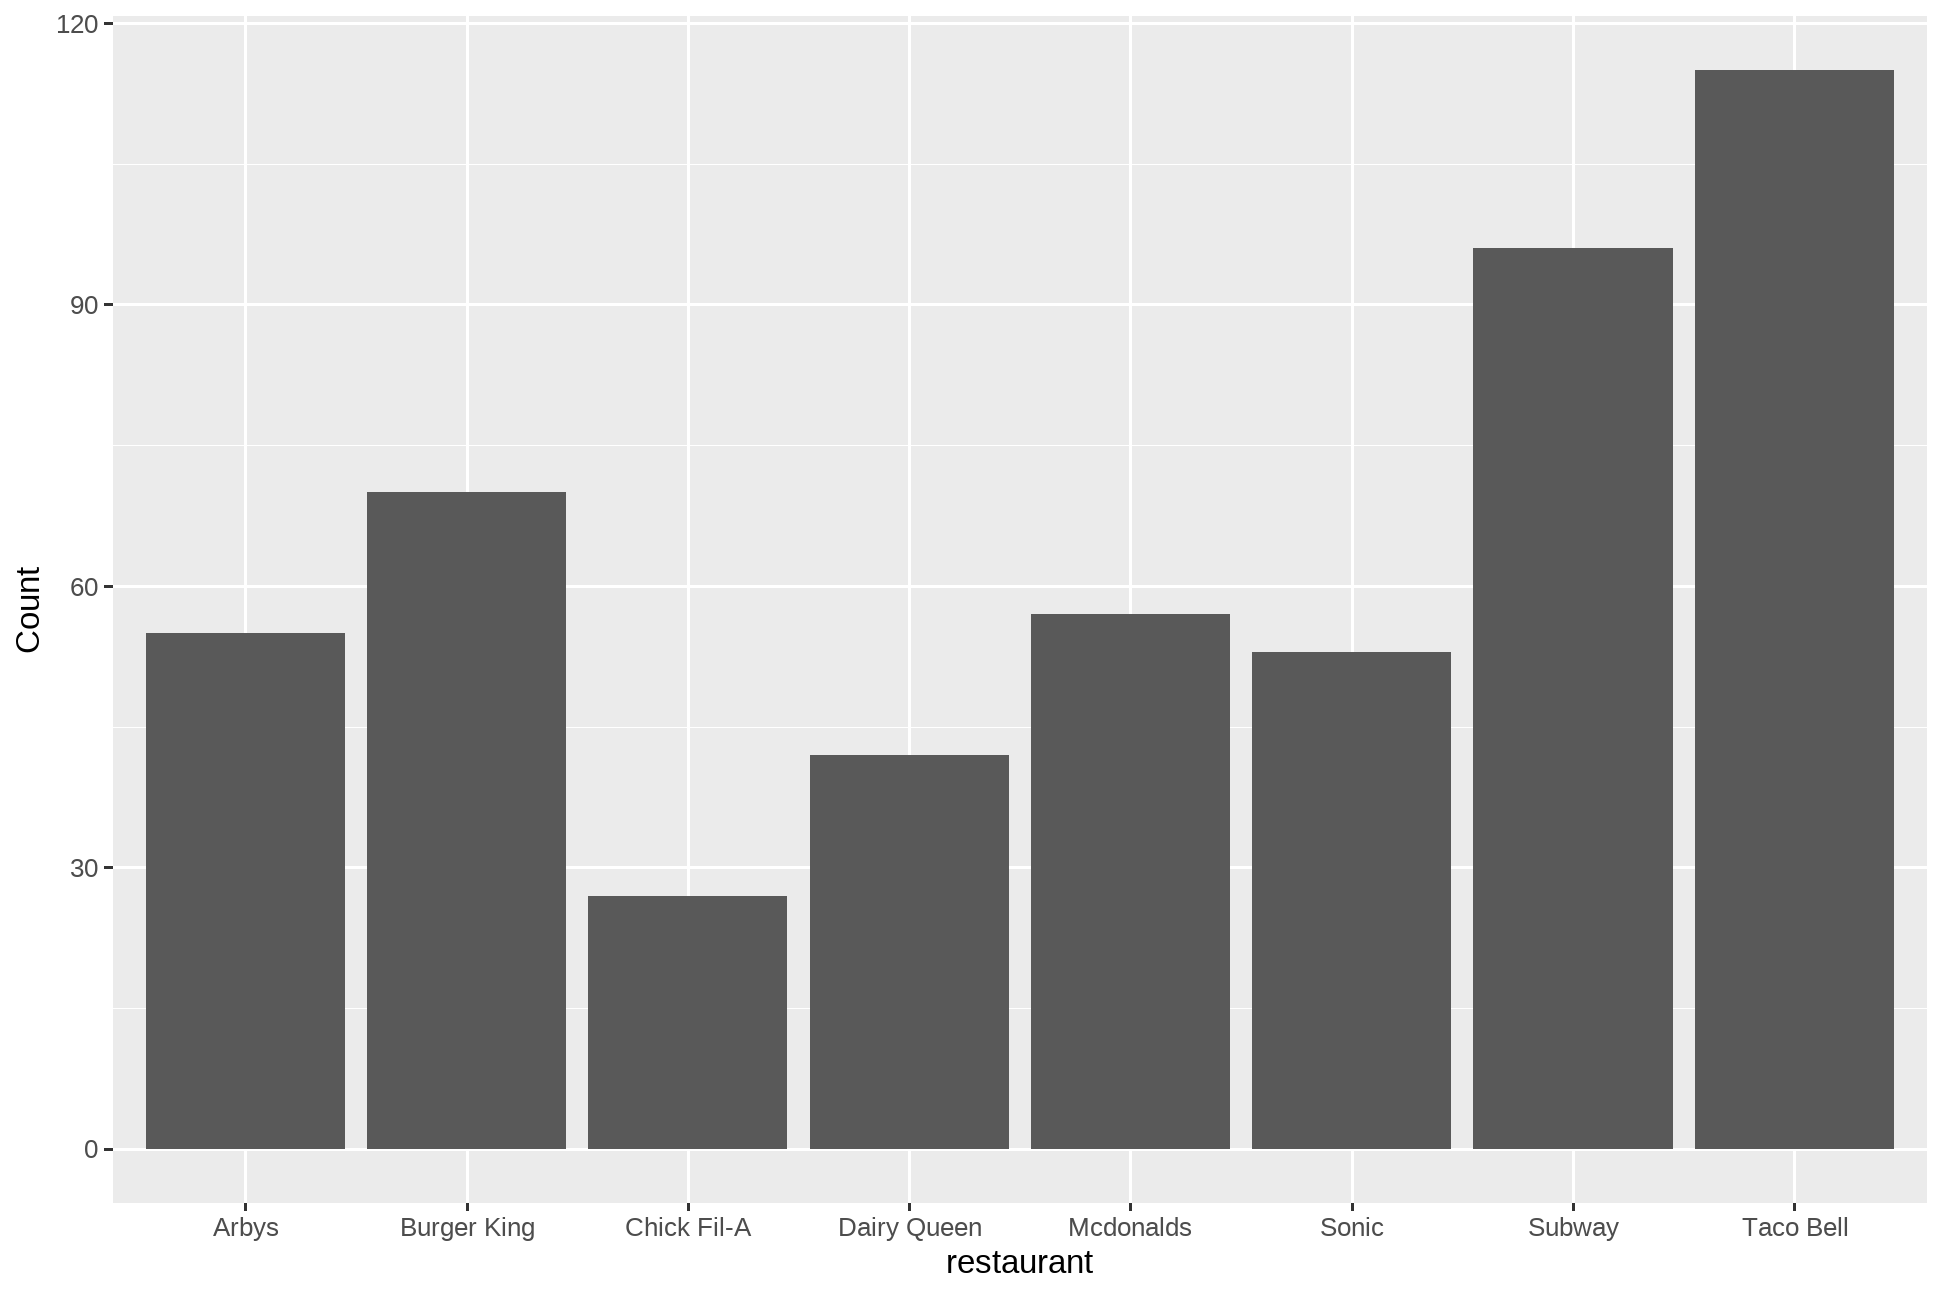 120
90
60
30
0
Count
Arbys Burger King Chick Fil-A Dairy Queen Mcdonalds Sonic Subway Taco Bell
restaurant